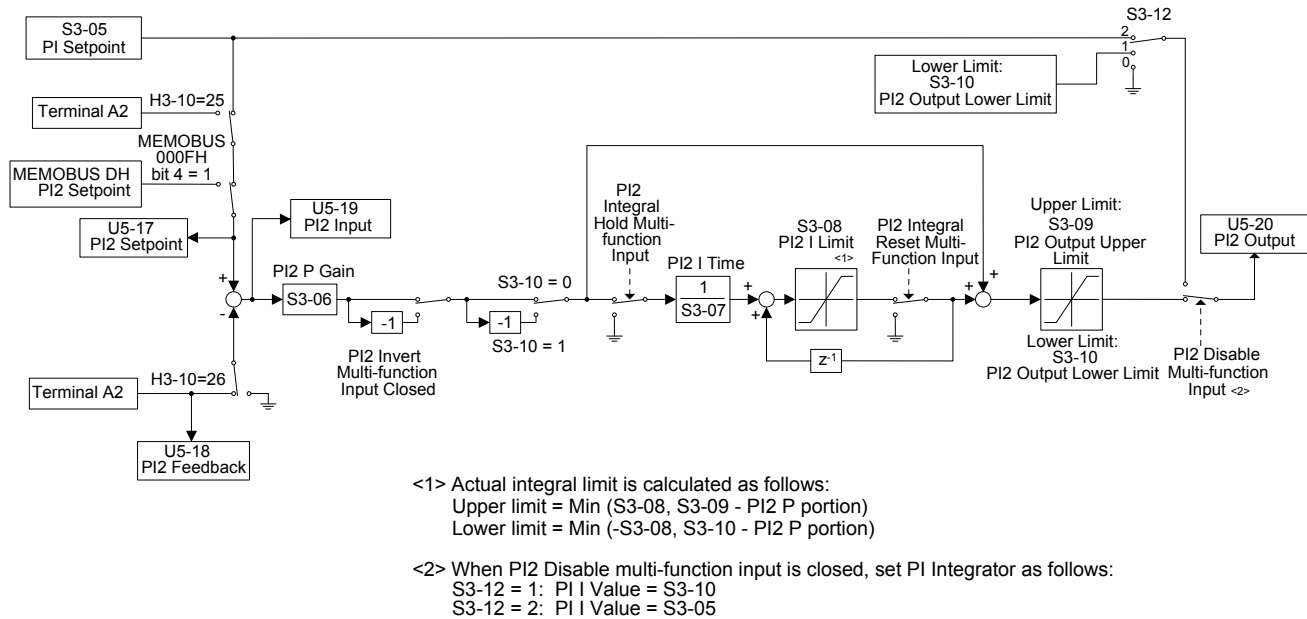 S3-05
PI Setpoint
S3-12
2
1
0
Lower Limit:
S3-10
PI2 Output Lower Limit
H3-10=25
Terminal A2
MEMOBUS
000FH
bit 4 = 1
MEMOBUS DH
PI2 Setpoint
U5-17
PI2 Setpoint
U5-19
PI2 Input
+
-
PI2 P Gain
S3-06
-1
PI2 Invert
Multi-function
Input Closed
S3-10 = 0
-1
S3-10 = 1
PI2
Integral
Hold Multi-
function
Input
PI2 I Time
1
S3-07
+
+
S3-08
PI2 I Limit
<1>
PI2 Integral
Reset Multi-
Function Input
z-1
+
+
Upper Limit:
S3-09
PI2 Output Upper
Limit
Lower Limit:
S3-10
PI2 Output Lower Limit
U5-20
PI2 Output
PI2 Disable
Multi-function
Input <2>
H3-10=26
Terminal A2
U5-18
PI2 Feedback
<1> Actual integral limit is calculated as follows:
Upper limit = Min (S3-08, S3-09 - PI2 P portion)
Lower limit = Min (-S3-08, S3-10 - PI2 P portion)
<2> When PI2 Disable multi-function input is closed, set PI Integrator as follows:
S3-12 = 1: PI I Value = S3-10
S3-12 = 2: PI I Value = S3-05